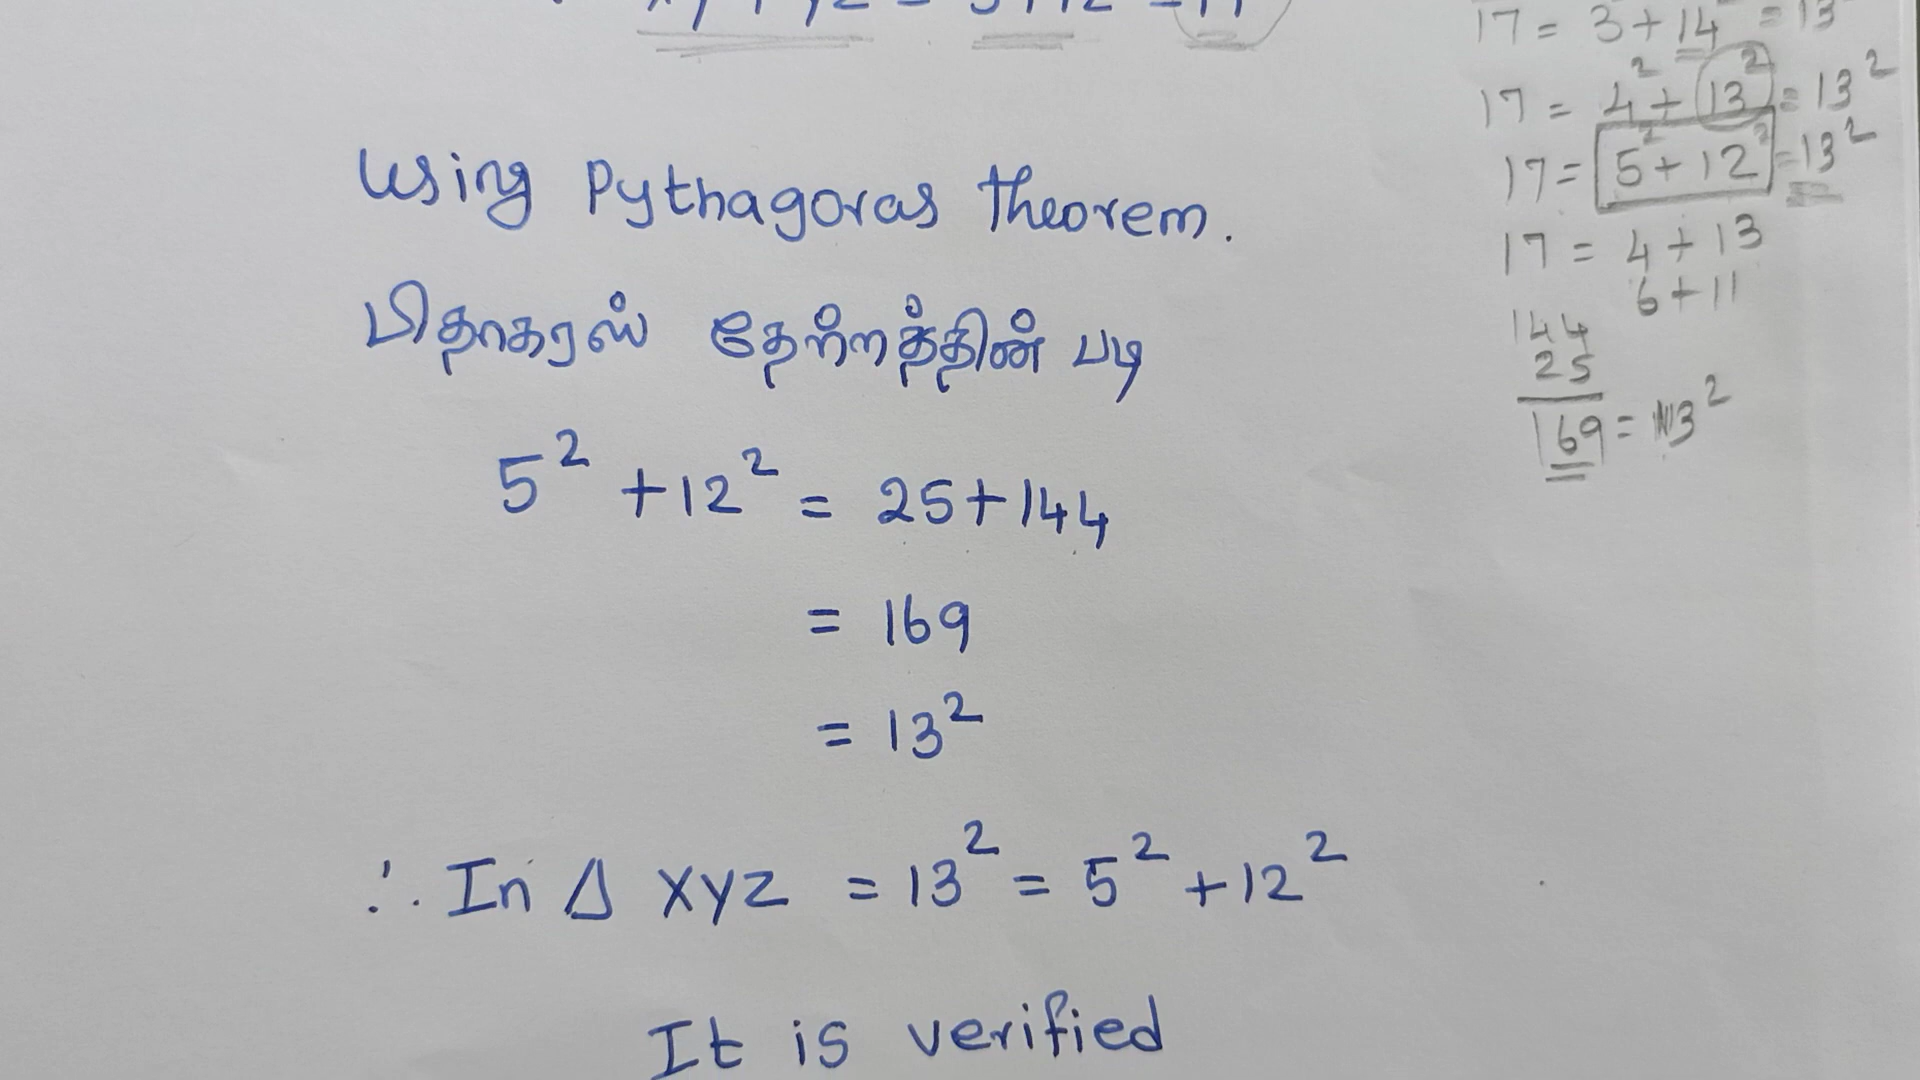 Using Pythagoras theorem.
பிதாகரஸ் தேற்றத்தின் படி
5² + 12² = 25 + 144
= 169
= 13²
∴ In Δ XYZ = 13² = 5² + 12²
It is verified
17 = 3 + 14 = 13
17 = 4² + 13² = 13²
17 = 5² + 12² = 13²
17 = 4 + 13
6 + 11
144
25
169 = 13²